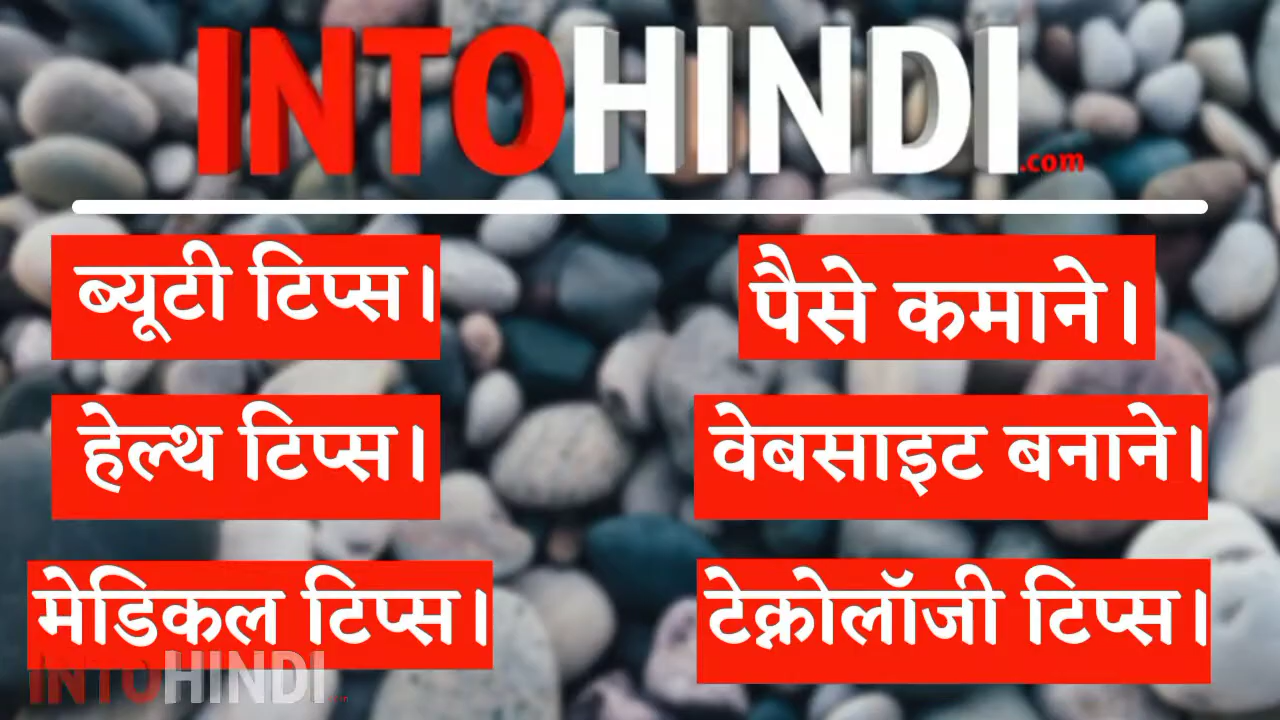 INTOHINDI.com
ब्यूटी टिप्स।
पैसे कमाने।
हेल्थ टिप्स।
वेबसाइट बनाने।
मेडिकल टिप्स।
टेक्नोलॉजी टिप्स।
INTOHINDI